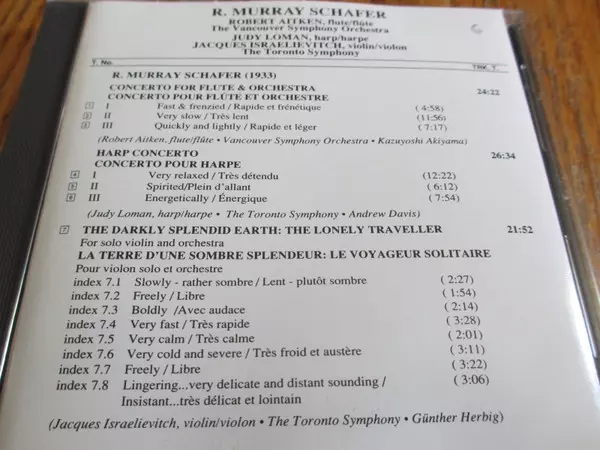 R. MURRAY SCHAFER
ROBERT AITKEN, flute/flûte
The Vancouver Symphony Orchestra
JUDY LOMAN, harp/harpe
JACQUES ISRAELIEVITCH, violin/violon
The Toronto Symphony
T. No. TRK. T.
R. MURRAY SCHAFER (1933)
CONCERTO FOR FLUTE & ORCHESTRA 24:22
CONCERTO POUR FLÛTE ET ORCHESTRE
1 I Fast & frenzied / Rapide et frénétique (4:58)
2 II Very slow / Très lent (11:56)
3 III Quickly and lightly / Rapide et léger (7:17)
(Robert Aitken, flute/flûte • Vancouver Symphony Orchestra • Kazuyoshi Akiyama)
HARP CONCERTO 26:34
CONCERTO POUR HARPE
4 I Very relaxed / Très détendu (12:22)
5 II Spirited/Plein d'allant (6:12)
6 III Energetically / Énergique (7:54)
(Judy Loman, harp/harpe • The Toronto Symphony • Andrew Davis)
7 THE DARKLY SPLENDID EARTH: THE LONELY TRAVELLER 21:52
For solo violin and orchestra
LA TERRE D'UNE SOMBRE SPLENDEUR: LE VOYAGEUR SOLITAIRE
Pour violon solo et orchestre
index 7.1 Slowly - rather sombre / Lent - plutôt sombre (2:27)
index 7.2 Freely / Libre (1:54)
index 7.3 Boldly / Avec audace (2:14)
index 7.4 Very fast / Très rapide (3:28)
index 7.5 Very calm / Très calme (2:01)
index 7.6 Very cold and severe / Très froid et austère (3:11)
index 7.7 Freely / Libre (3:22)
index 7.8 Lingering...very delicate and distant sounding / (3:06)
Insistant...très délicat et lointain
(Jacques Israelievitch, violin/violon • The Toronto Symphony • Günther Herbig)